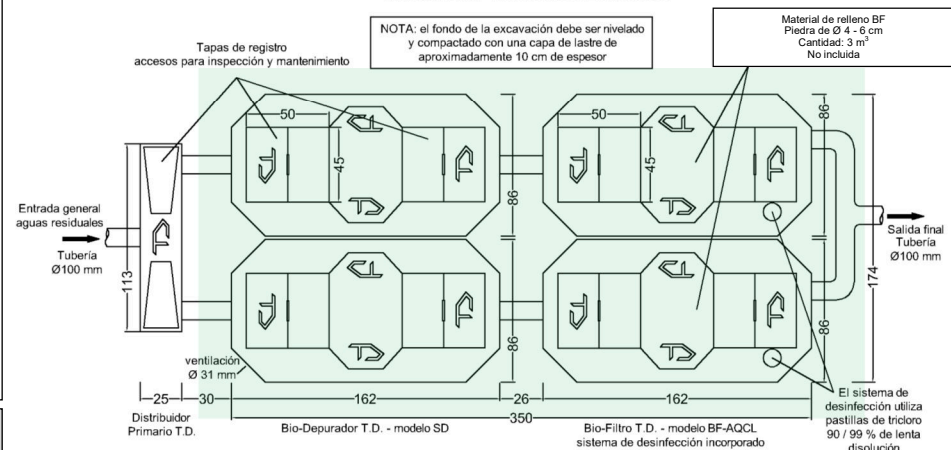 NOTA: el fondo de la excavación debe ser nivelado
y compactado con una capa de lastre de
aproximadamente 10 cm de espesor
Material de relleno BF
Piedra de Ø 4 - 6 cm
Cantidad: 3 m³
No incluida
Tapas de registro
accesos para inspección y mantenimiento
50
45
86
50
45
86
Entrada general
aguas residuales
Tubería
Ø100 mm
113
86
Salida final
Tubería
Ø100 mm
174
86
86
ventilación
Ø 31 mm
25
30
162
26
162
350
Distribuidor
Primario T.D.
Bio-Depurador T.D. - modelo SD
Bio-Filtro T.D. - modelo BF-AQCL
sistema de desinfección incorporado
El sistema de
desinfección utiliza
pastillas de tricloro
90 / 99 % de lenta
disolución